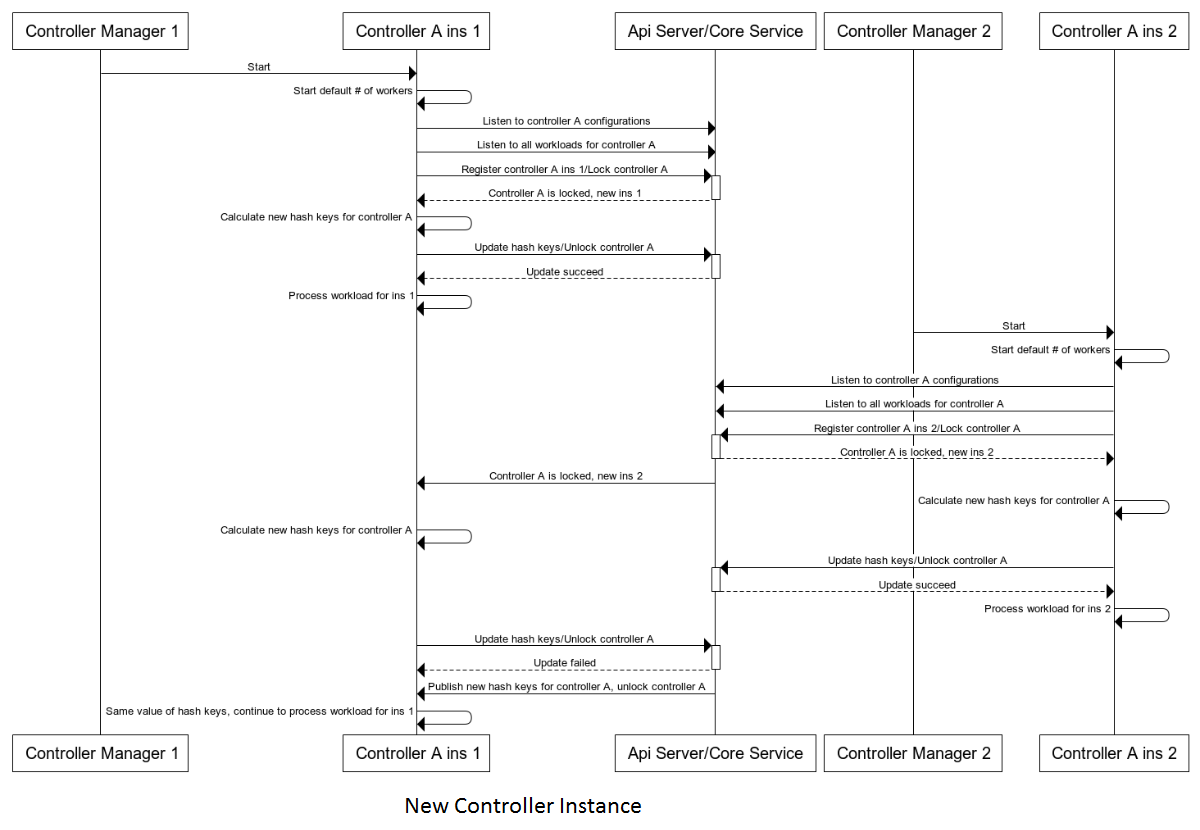 Controller Manager 1
Controller A ins 1
Api Server/Core Service
Controller Manager 2
Controller A ins 2
Start
Start default # of workers
Listen to controller A configurations
Listen to all workloads for controller A
Register controller A ins 1/Lock controller A
Controller A is locked, new ins 1
Calculate new hash keys for controller A
Update hash keys/Unlock controller A
Update succeed
Process workload for ins 1
Start
Start default # of workers
Listen to controller A configurations
Listen to all workloads for controller A
Register controller A ins 2/Lock controller A
Controller A is locked, new ins 2
Controller A is locked, new ins 2
Calculate new hash keys for controller A
Calculate new hash keys for controller A
Update hash keys/Unlock controller A
Update succeed
Process workload for ins 2
Update hash keys/Unlock controller A
Update failed
Publish new hash keys for controller A, unlock controller A
Same value of hash keys, continue to process workload for ins 1
Controller Manager 1
Controller A ins 1
Api Server/Core Service
Controller Manager 2
Controller A ins 2
New Controller Instance